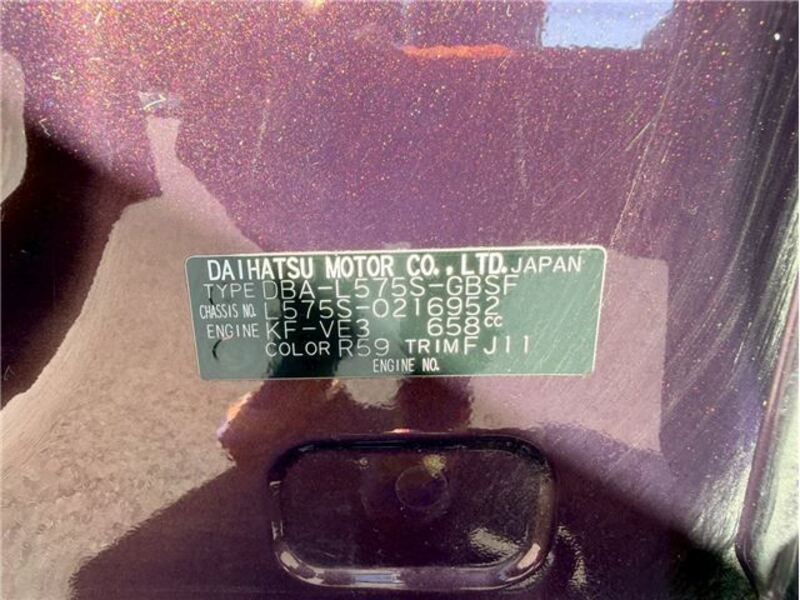 DAIHATSU MOTOR CO., LTD. JAPAN
TYPE DBA-L575S-GBSF
CHASSIS NO. L575S-0216952
ENGINE KF-VE3 658cc
COLOR R59 TRIM FJ11
ENGINE NO.